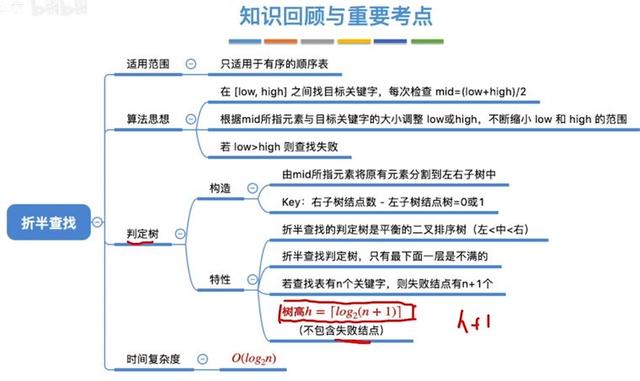 知识回顾与重要考点
适用范围
只适用于有序的顺序表
在 [low, high] 之间找目标关键字，每次检查 mid=(low+high)/2
算法思想
根据mid所指元素与目标关键字的大小调整 low或high，不断缩小 low 和 high 的范围
若 low>high 则查找失败
由mid所指元素将原有元素分割到左右子树中
构造
Key：右子树结点数 - 左子树结点树=0或1
折半查找
判定树
折半查找的判定树是平衡的二叉排序树（左<中<右）
折半查找判定树，只有最下面一层是不满的
特性
若查找表有n个关键字，则失败结点有n+1个
树高h = ⌈log₂(n + 1)⌉
（不包含失败结点）
h+1
时间复杂度
O(log₂n)